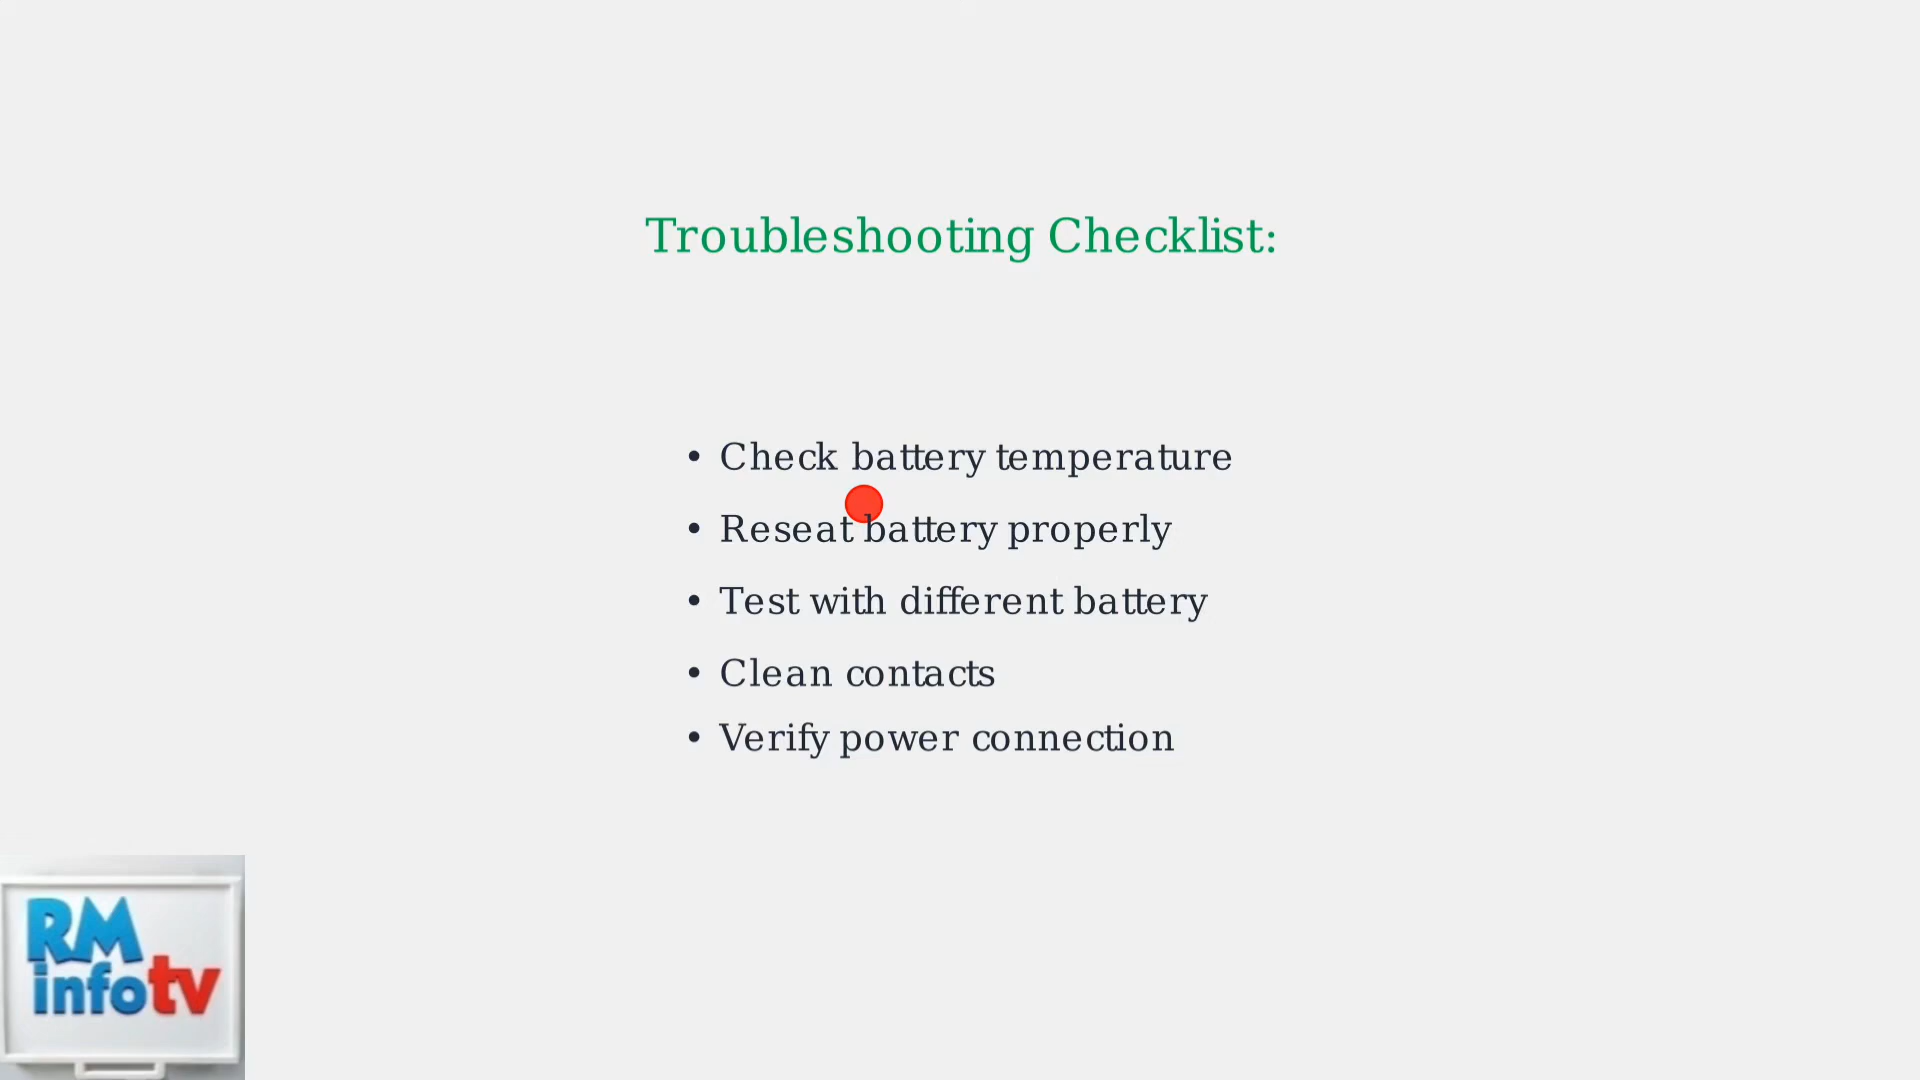 Troubleshooting Checklist:
• Check battery temperature
• Reseat battery properly
• Test with different battery
• Clean contacts
• Verify power connection
RM
infotv